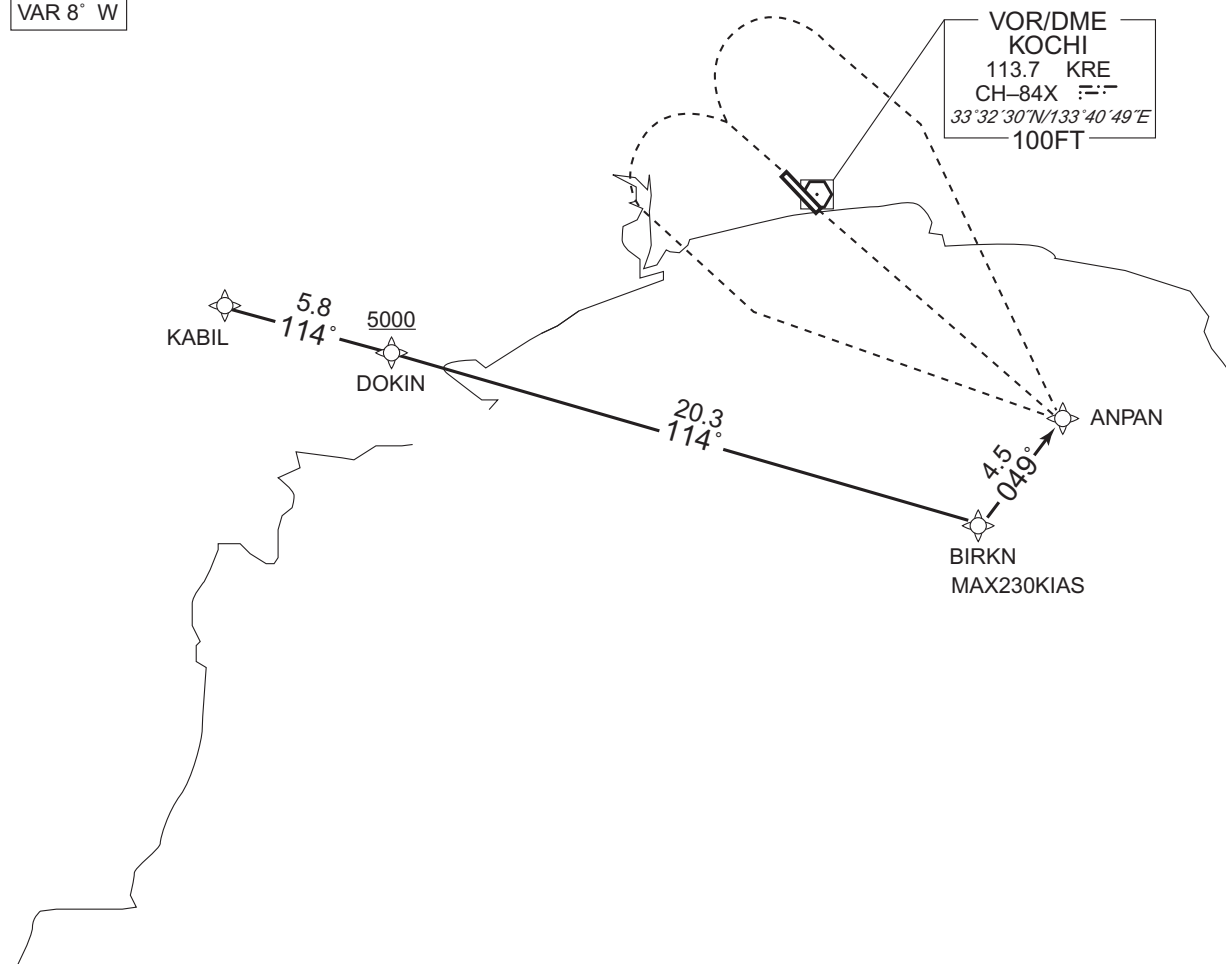 VAR 8° W
VOR/DME
KOCHI
113.7 KRE
CH–84X
33°32´30˝N/133°40´49˝E
100FT
5.8
114°
KABIL
5000
DOKIN
20.3
114°
ANPAN
4.5
049°
BIRKN
MAX230KIAS